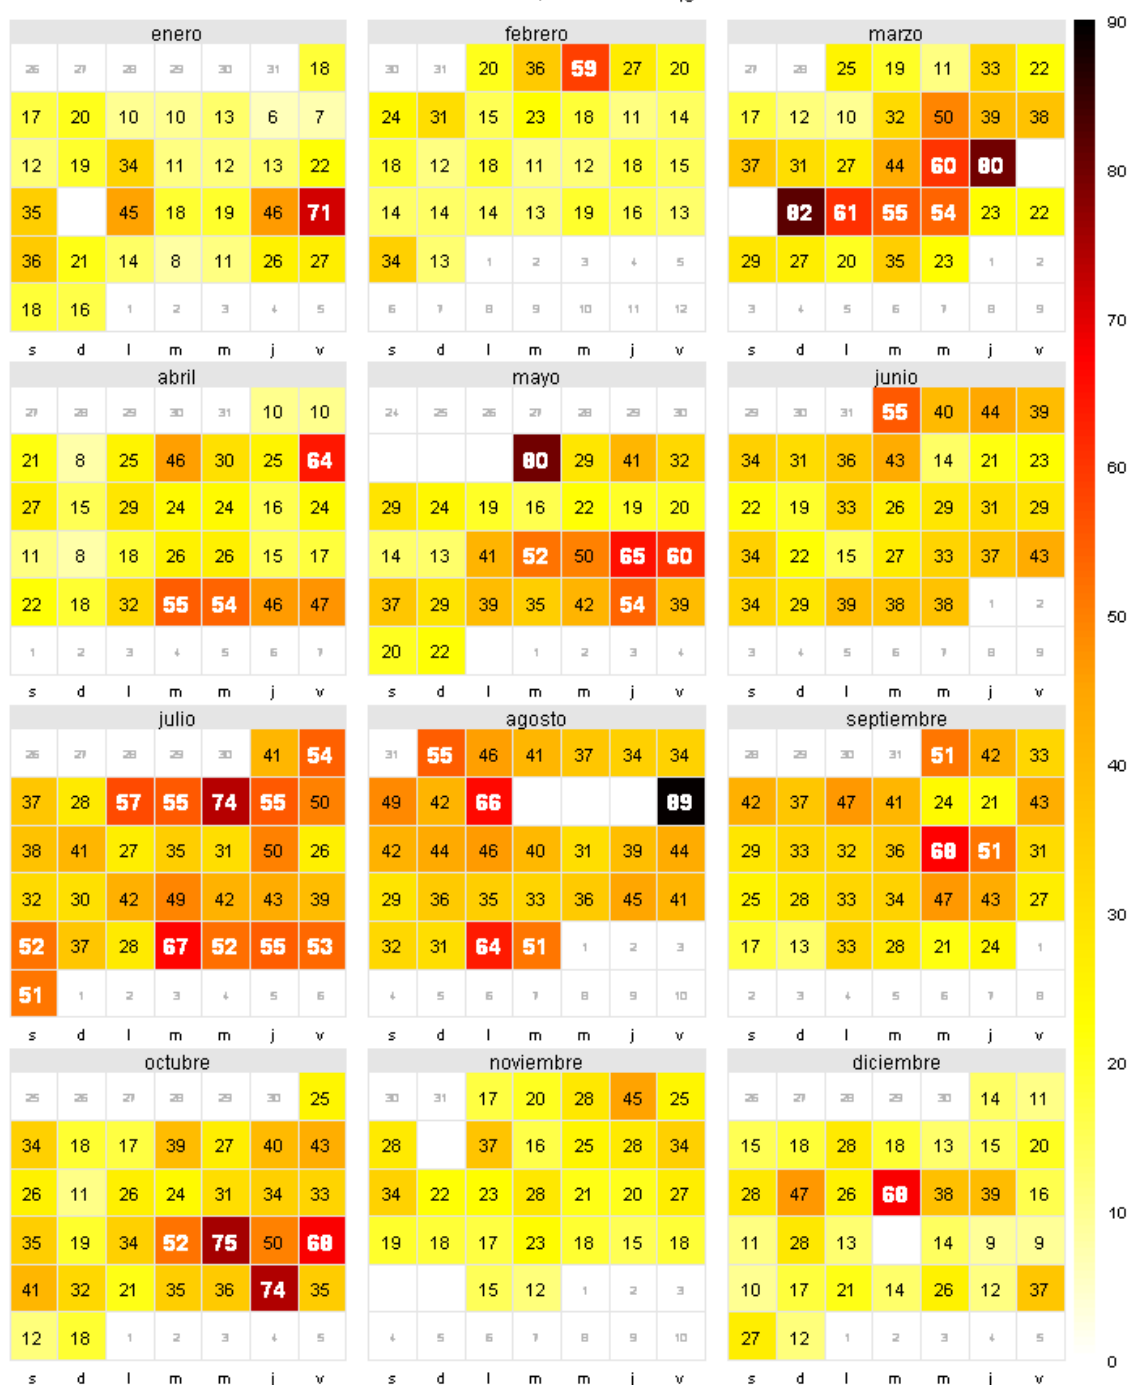 enero febrero marzo 90
26 27 28 29 30 31 18 30 31 20 36 59 27 20 27 28 25 19 11 33 22
17 20 10 10 13 6 7 24 31 15 23 18 11 14 17 12 10 32 50 39 38
12 19 34 11 12 13 22 18 12 18 11 12 18 15 37 31 27 44 60 80 80
35 45 18 19 46 71 14 14 14 13 19 16 13 82 61 55 54 23 22
36 21 14 8 11 26 27 34 13 1 2 3 4 5 29 27 20 35 23 1 2
18 16 1 2 3 4 5 6 7 8 9 10 11 12 3 4 5 6 7 8 9 70
s d l m m j v s d l m m j v s d l m m j v
abril mayo junio
27 28 29 30 31 10 10 24 25 26 27 28 29 30 29 30 31 55 40 44 39
21 8 25 46 30 25 64 80 29 41 32 34 31 36 43 14 21 23 60
27 15 29 24 24 16 24 29 24 19 16 22 19 20 22 19 33 26 29 31 29
11 8 18 26 26 15 17 14 13 41 52 50 65 60 34 22 15 27 33 37 43
22 18 32 55 54 46 47 37 29 39 35 42 54 39 34 29 39 38 38 1 2 50
1 2 3 4 5 6 7 20 22 1 2 3 4 3 4 5 6 7 8 9
s d l m m j v s d l m m j v s d l m m j v
julio agosto septiembre
26 27 28 29 30 41 54 31 55 46 41 37 34 34 28 29 30 31 51 42 33 40
37 28 57 55 74 55 50 49 42 66 89 42 37 47 41 24 21 43
38 41 27 35 31 50 26 42 44 46 40 31 39 44 29 33 32 36 68 51 31
32 30 42 49 42 43 39 29 36 35 33 36 45 41 25 28 33 34 47 43 27 30
52 37 28 67 52 55 53 32 31 64 51 1 2 3 17 13 33 28 21 24 1
51 1 2 3 4 5 6 4 5 6 7 8 9 10 2 3 4 5 6 7 8
s d l m m j v s d l m m j v s d l m m j v
octubre noviembre diciembre 20
25 26 27 28 29 30 25 30 31 17 20 28 45 25 26 27 28 29 30 14 11
34 18 17 39 27 40 43 28 37 16 25 28 34 15 18 28 18 13 15 20
26 11 26 24 31 34 33 34 22 23 28 21 20 27 28 47 26 68 38 39 16 10
35 19 34 52 75 50 68 19 18 17 23 18 15 18 11 28 13 14 9 9
41 32 21 35 36 74 35 15 12 1 2 3 10 17 21 14 26 12 37
12 18 1 2 3 4 5 4 5 6 7 8 9 10 27 12 1 2 3 4 5 0
s d l m m j v s d l m m j v s d l m m j v